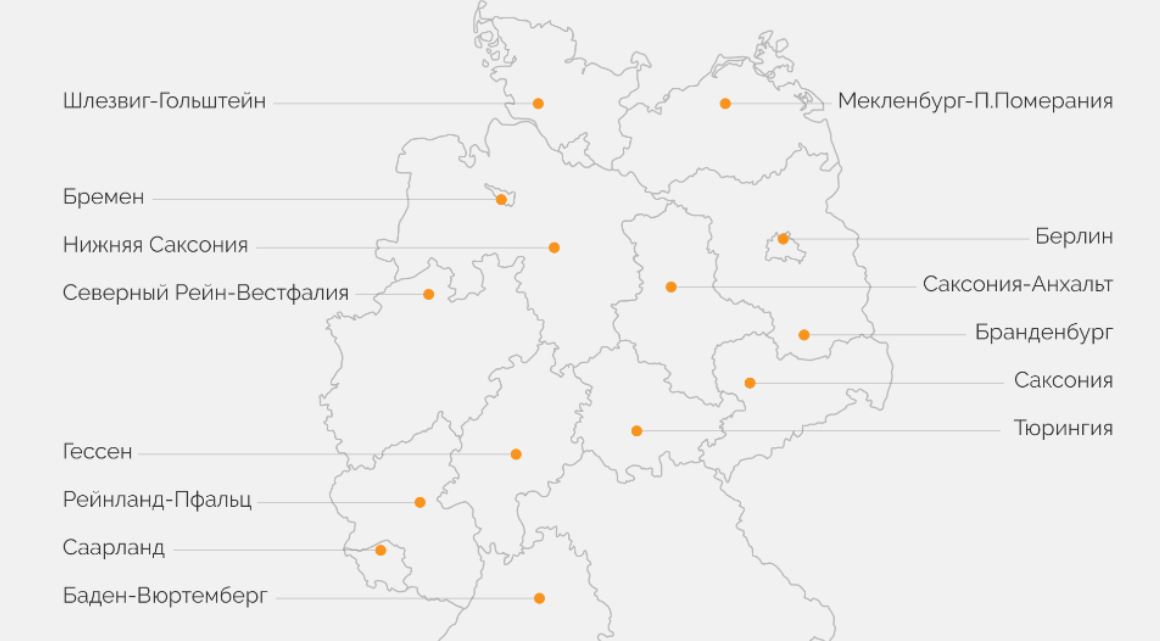 Шлезвиг-Гольштейн
Мекленбург-П.Померания
Бремен
Берлин
Нижняя Саксония
Саксония-Анхальт
Северный Рейн-Вестфалия
Бранденбург
Саксония
Тюрингия
Гессен
Рейнланд-Пфальц
Саарланд
Баден-Вюртемберг